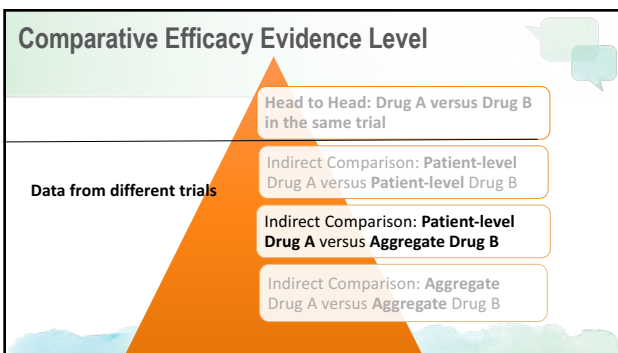 Comparative Efficacy Evidence Level
Head to Head: Drug A versus Drug B
in the same trial
Indirect Comparison: Patient-level
Drug A versus Patient-level Drug B
Data from different trials
Indirect Comparison: Patient-level
Drug A versus Aggregate Drug B
Indirect Comparison: Aggregate
Drug A versus Aggregate Drug B